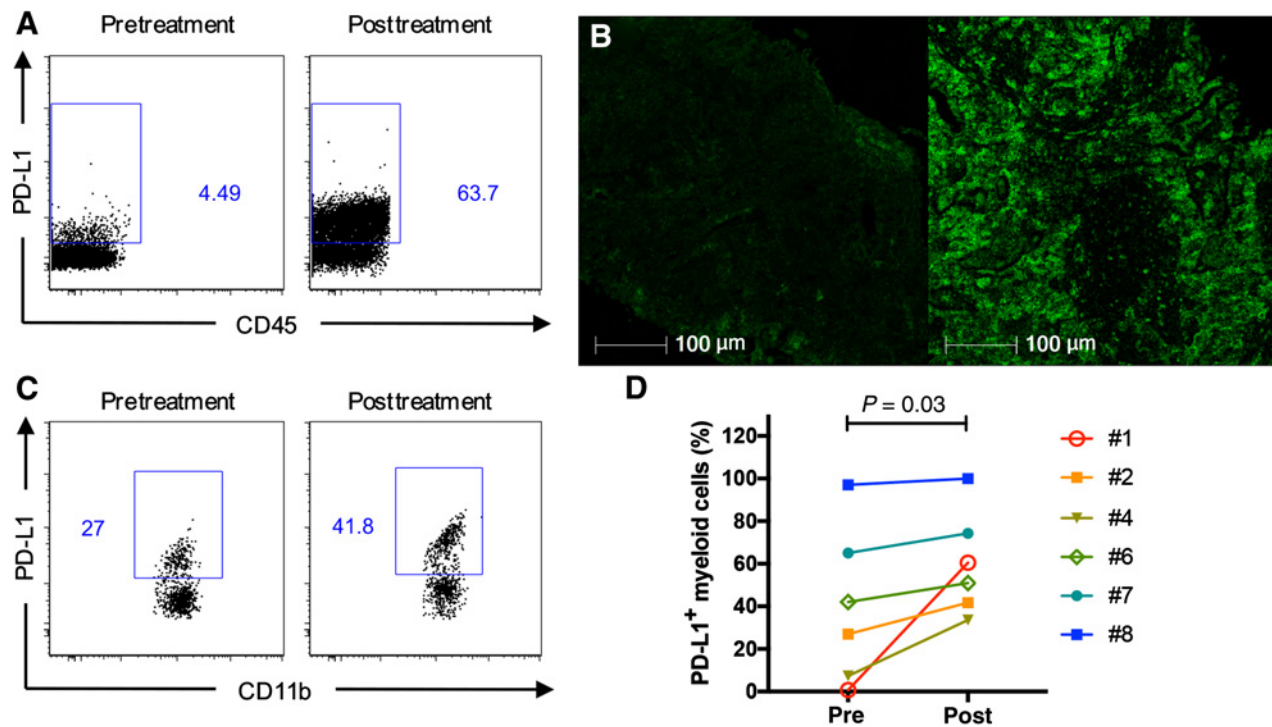 A
Pretreatment
Posttreatment
PD-L1
4.49
63.7
CD45
B
100 µm
100 µm
C
Pretreatment
Posttreatment
PD-L1
27
41.8
CD11b
D
P = 0.03
PD-L1+ myeloid cells (%)
120
100
80
60
40
20
0
Pre
Post
#1
#2
#4
#6
#7
#8